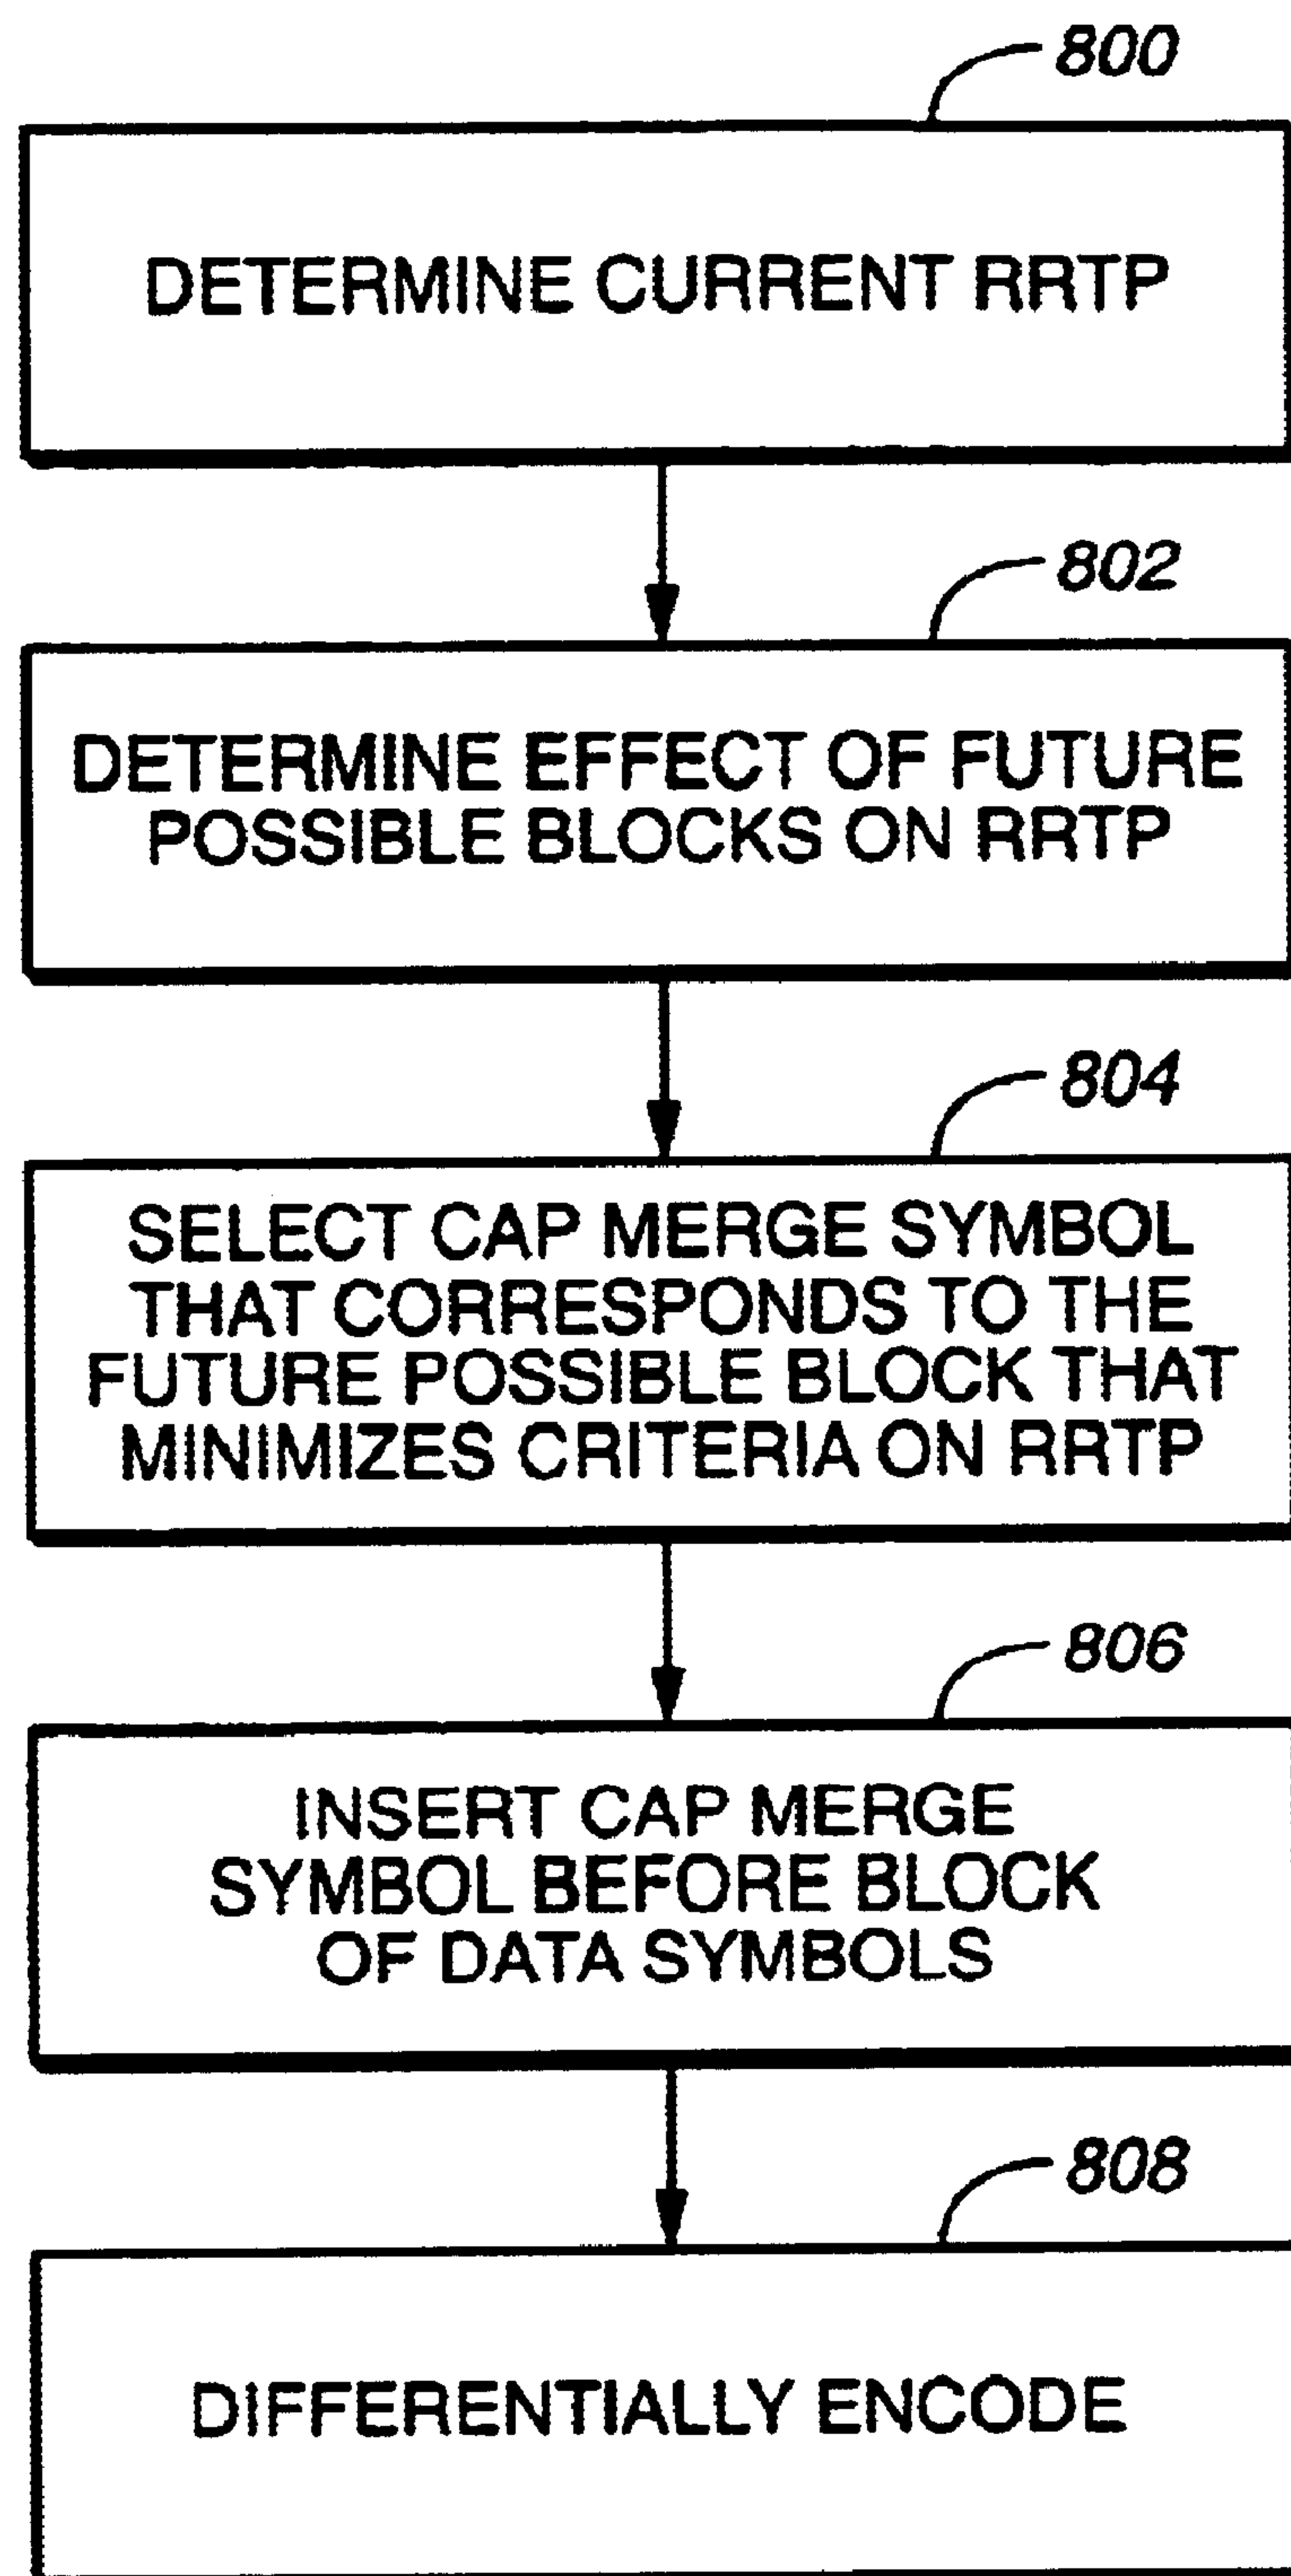 800
DETERMINE CURRENT RRTP
802
DETERMINE EFFECT OF FUTURE
POSSIBLE BLOCKS ON RRTP
804
SELECT CAP MERGE SYMBOL
THAT CORRESPONDS TO THE
FUTURE POSSIBLE BLOCK THAT
MINIMIZES CRITERIA ON RRTP
806
INSERT CAP MERGE
SYMBOL BEFORE BLOCK
OF DATA SYMBOLS
808
DIFFERENTIALLY ENCODE